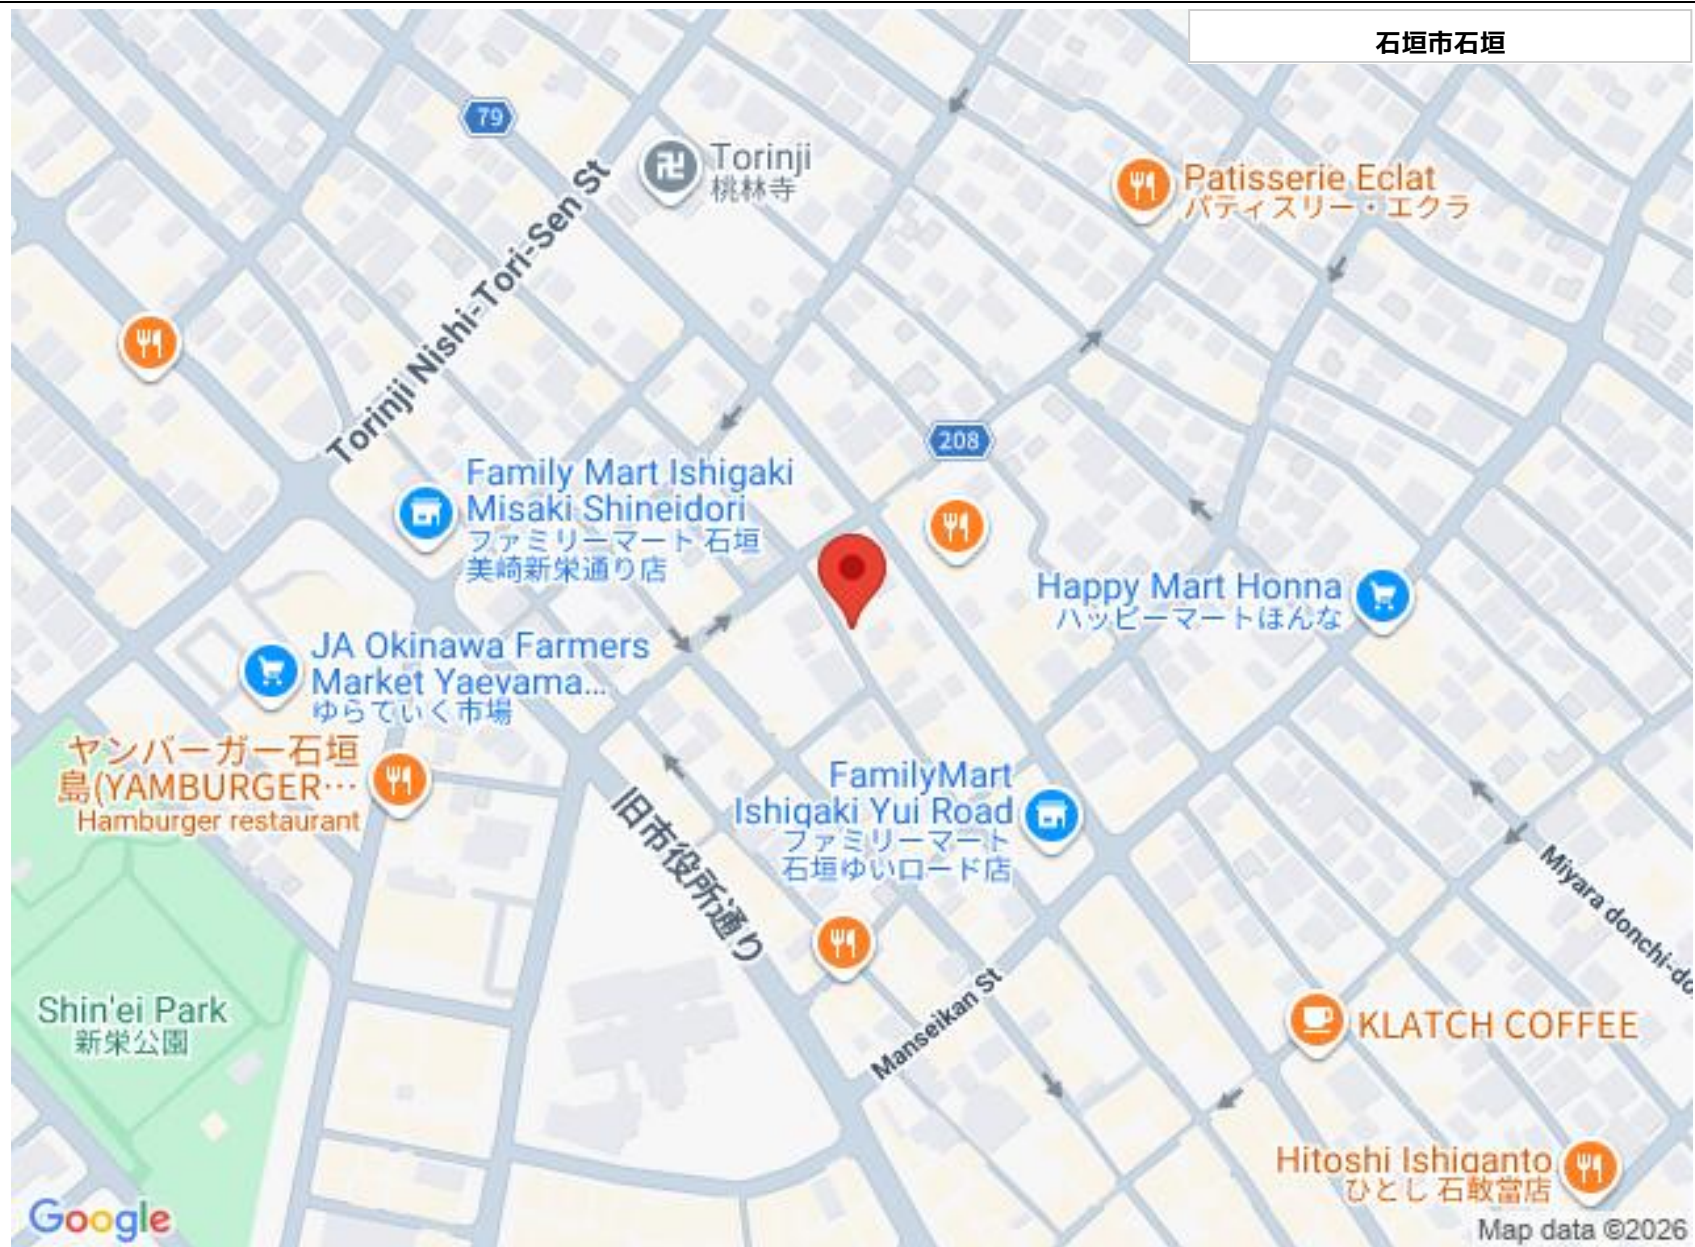 石垣市石垣
79
Torinji
桃林寺
Patisserie Eclat
パティスリー・エクラ
Torinji Nishi-Tori-Sen St
208
Family Mart Ishigaki
Misaki Shineidori
ファミリーマート 石垣
美崎新栄通り店
Happy Mart Honna
ハッピーマートほんな
JA Okinawa Farmers
Market Yaeyama...
ゆらてぃく市場
ヤンバーガー石垣
島(YAMBURGER…
Hamburger restaurant
FamilyMart
Ishigaki Yui Road
ファミリーマート
石垣ゆいロード店
旧市役所通り
Miyara donchi-do
Manseikan St
Shin'ei Park
新栄公園
KLATCH COFFEE
Hitoshi Ishiganto
ひとし 石敢當店
Google
Map data ©2026